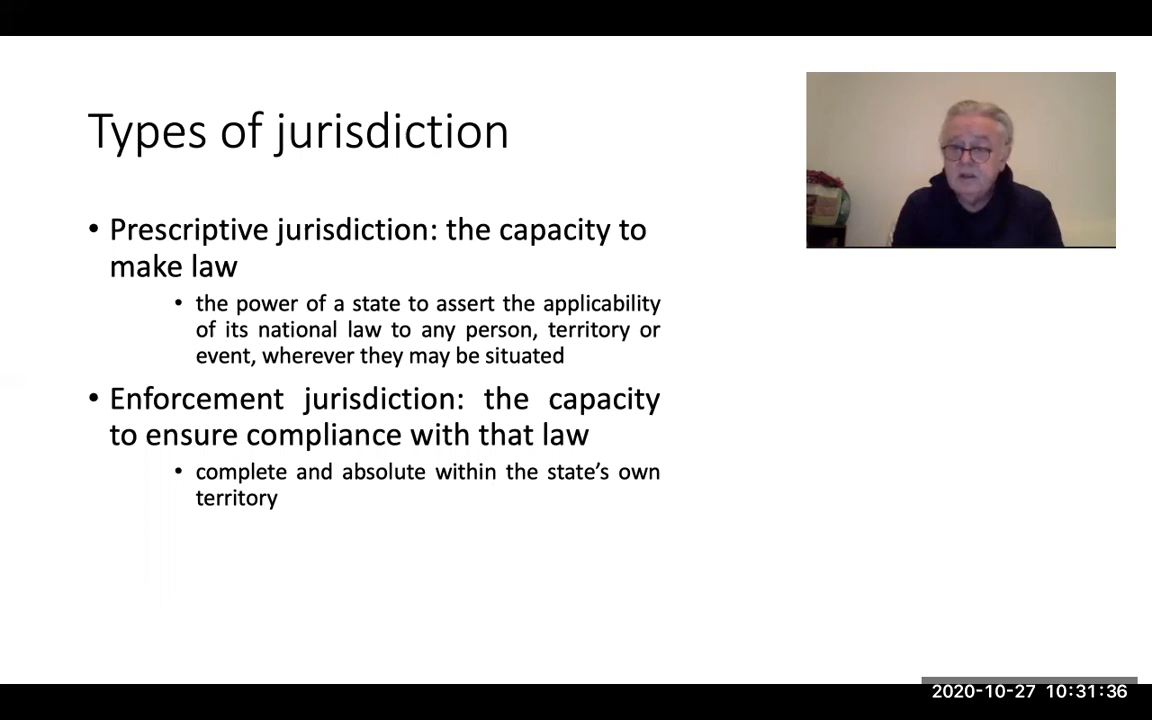 Types of jurisdiction
• Prescriptive jurisdiction: the capacity to
make law
• the power of a state to assert the applicability
of its national law to any person, territory or
event, wherever they may be situated
• Enforcement jurisdiction: the capacity
to ensure compliance with that law
• complete and absolute within the state’s own
territory
2020-10-27 10:31:36